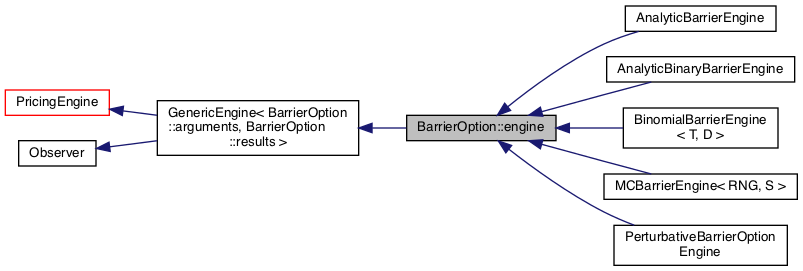 PricingEngine
Observer
GenericEngine< BarrierOption
::arguments, BarrierOption
::results >
BarrierOption::engine
AnalyticBarrierEngine
AnalyticBinaryBarrierEngine
BinomialBarrierEngine
< T, D >
MCBarrierEngine< RNG, S >
PerturbativeBarrierOption
Engine